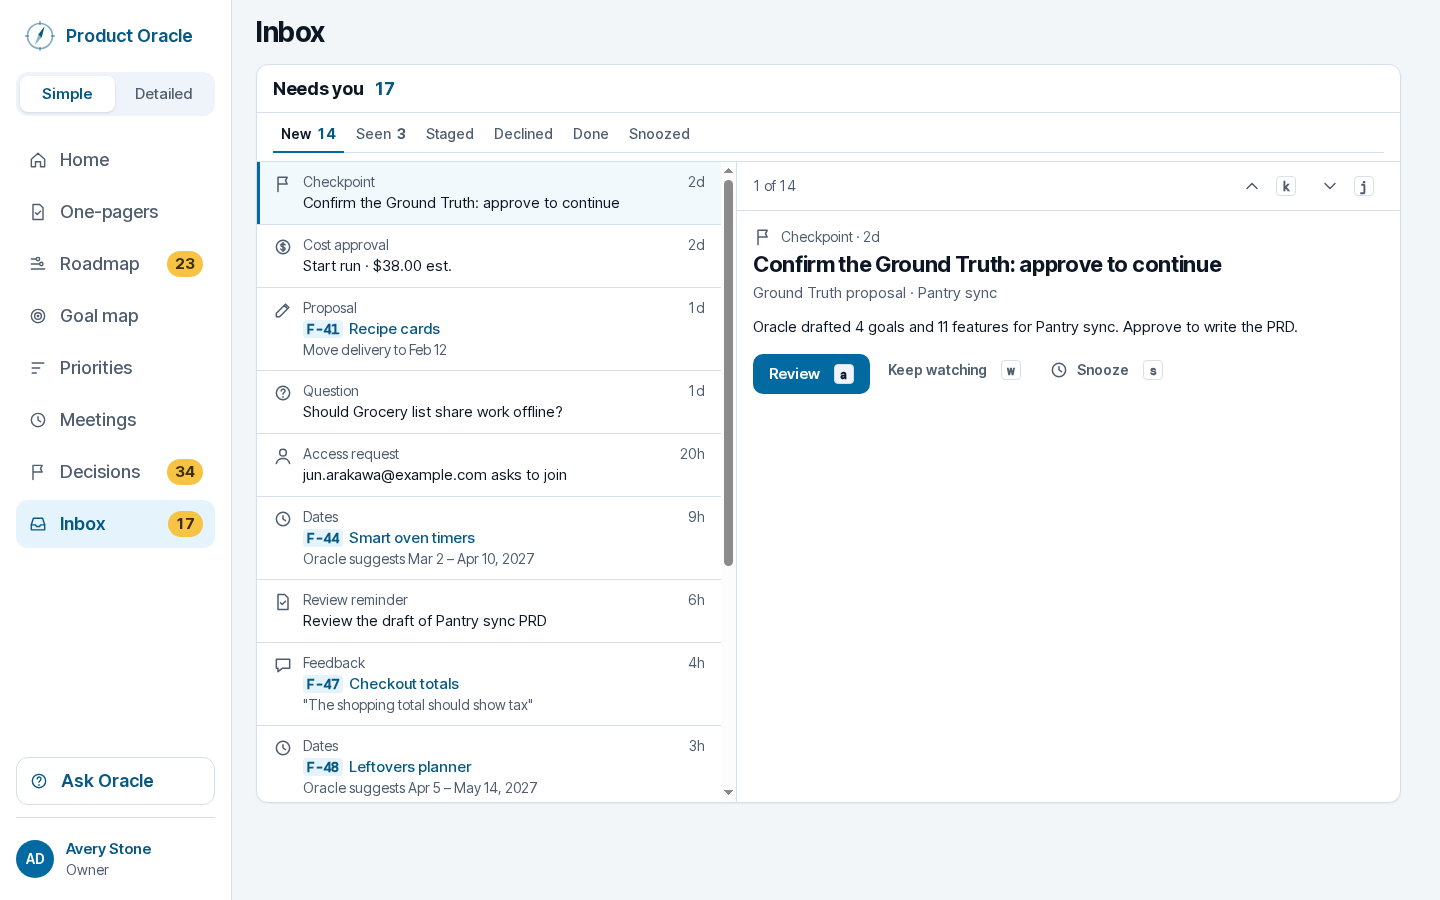 Product Oracle
Simple Detailed
Home
One-pagers
Roadmap 23
Goal map
Priorities
Meetings
Decisions 34
Inbox 17
Ask Oracle
AD
Avery Stone
Owner
Inbox
Needs you 17
New 14 Seen 3 Staged Declined Done Snoozed
Checkpoint 2d
Confirm the Ground Truth: approve to continue
Cost approval 2d
Start run · $38.00 est.
Proposal 1d
F-41 Recipe cards
Move delivery to Feb 12
Question 1d
Should Grocery list share work offline?
Access request 20h
jun.arakawa@example.com asks to join
Dates 9h
F-44 Smart oven timers
Oracle suggests Mar 2 – Apr 10, 2027
Review reminder 6h
Review the draft of Pantry sync PRD
Feedback 4h
F-47 Checkout totals
"The shopping total should show tax"
Dates 3h
F-48 Leftovers planner
Oracle suggests Apr 5 – May 14, 2027
1 of 14 k j
Checkpoint · 2d
Confirm the Ground Truth: approve to continue
Ground Truth proposal · Pantry sync
Oracle drafted 4 goals and 11 features for Pantry sync. Approve to write the PRD.
Review a Keep watching w Snooze s